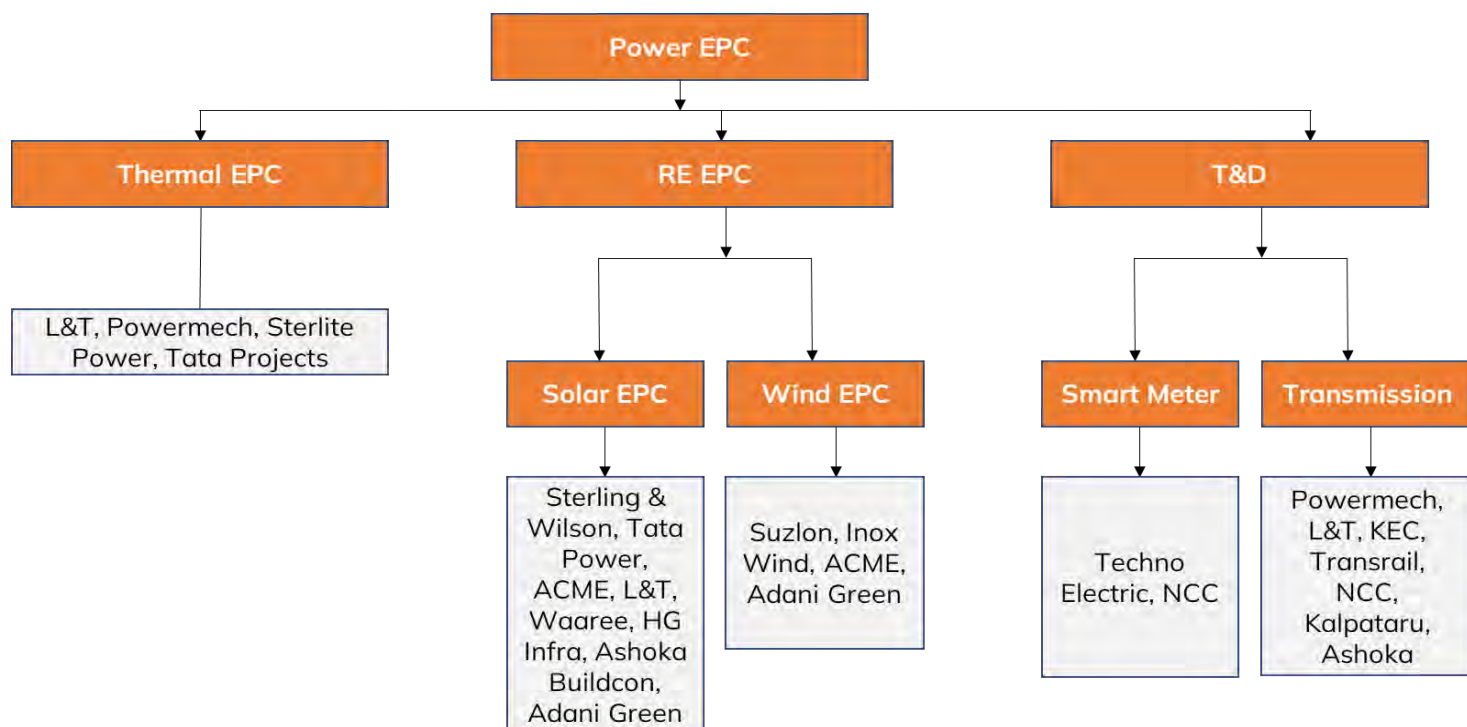 Power EPC
Thermal EPC
RE EPC
T&D
L&T, Powermech, Sterlite
Power, Tata Projects
Solar EPC
Wind EPC
Smart Meter
Transmission
Sterling &
Wilson, Tata
Power,
ACME, L&T,
Waaree, HG
Infra, Ashoka
Buildcon,
Adani Green
Suzlon, Inox
Wind, ACME,
Adani Green
Techno
Electric, NCC
Powermech,
L&T, KEC,
Transrail,
NCC,
Kalpataru,
Ashoka